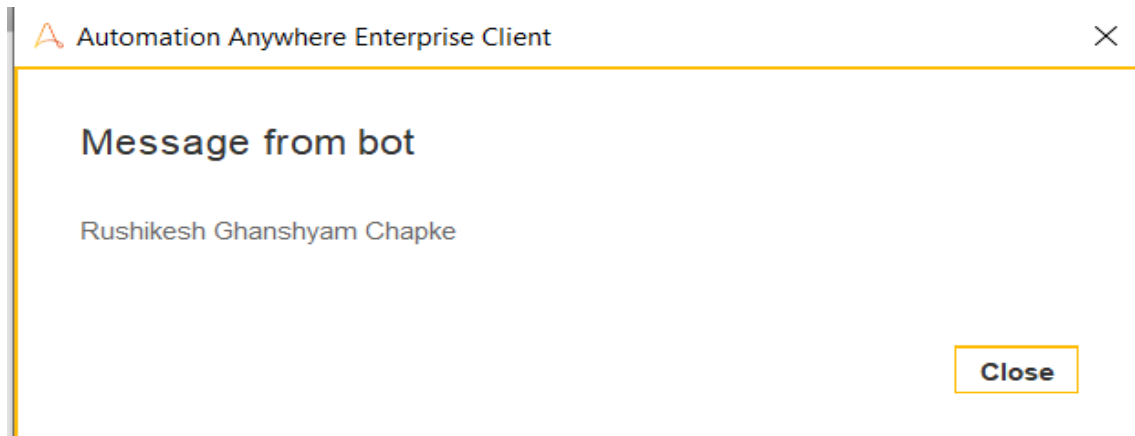 Automation Anywhere Enterprise Client
Message from bot
Rushikesh Ghanshyam Chapke
Close